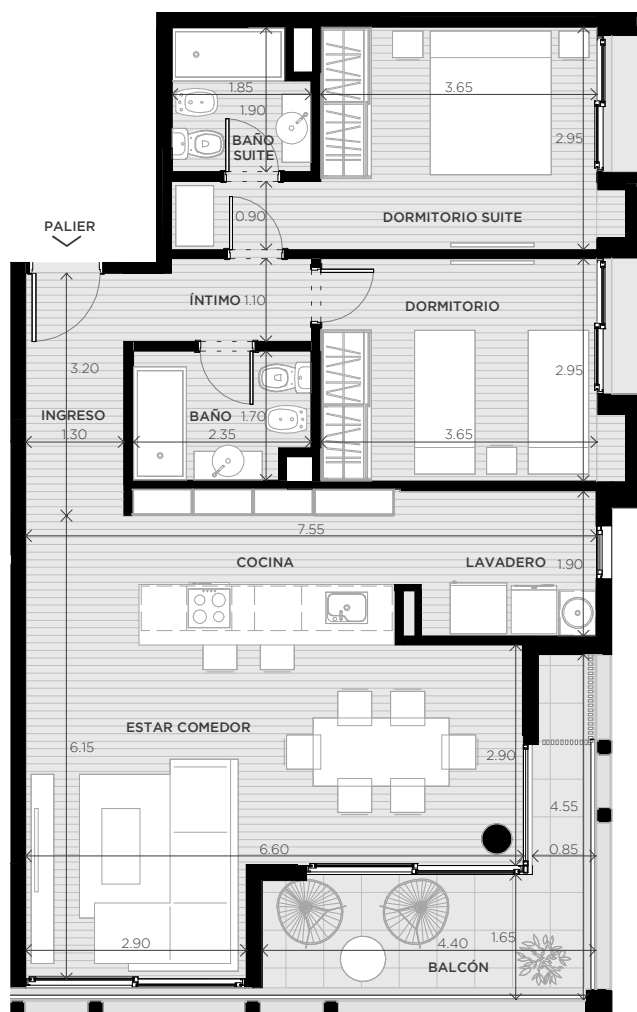 1.85
1.90
BAÑO
SUITE
3.65
2.95
0.90
DORMITORIO SUITE
PALIER
ÍNTIMO
1.10
DORMITORIO
3.20
2.95
INGRESO
1.30
BAÑO
1.70
2.35
3.65
7.55
COCINA
LAVADERO
1.90
ESTAR COMEDOR
6.15
2.90
4.55
6.60
0.85
2.90
4.40
1.65
BALCÓN